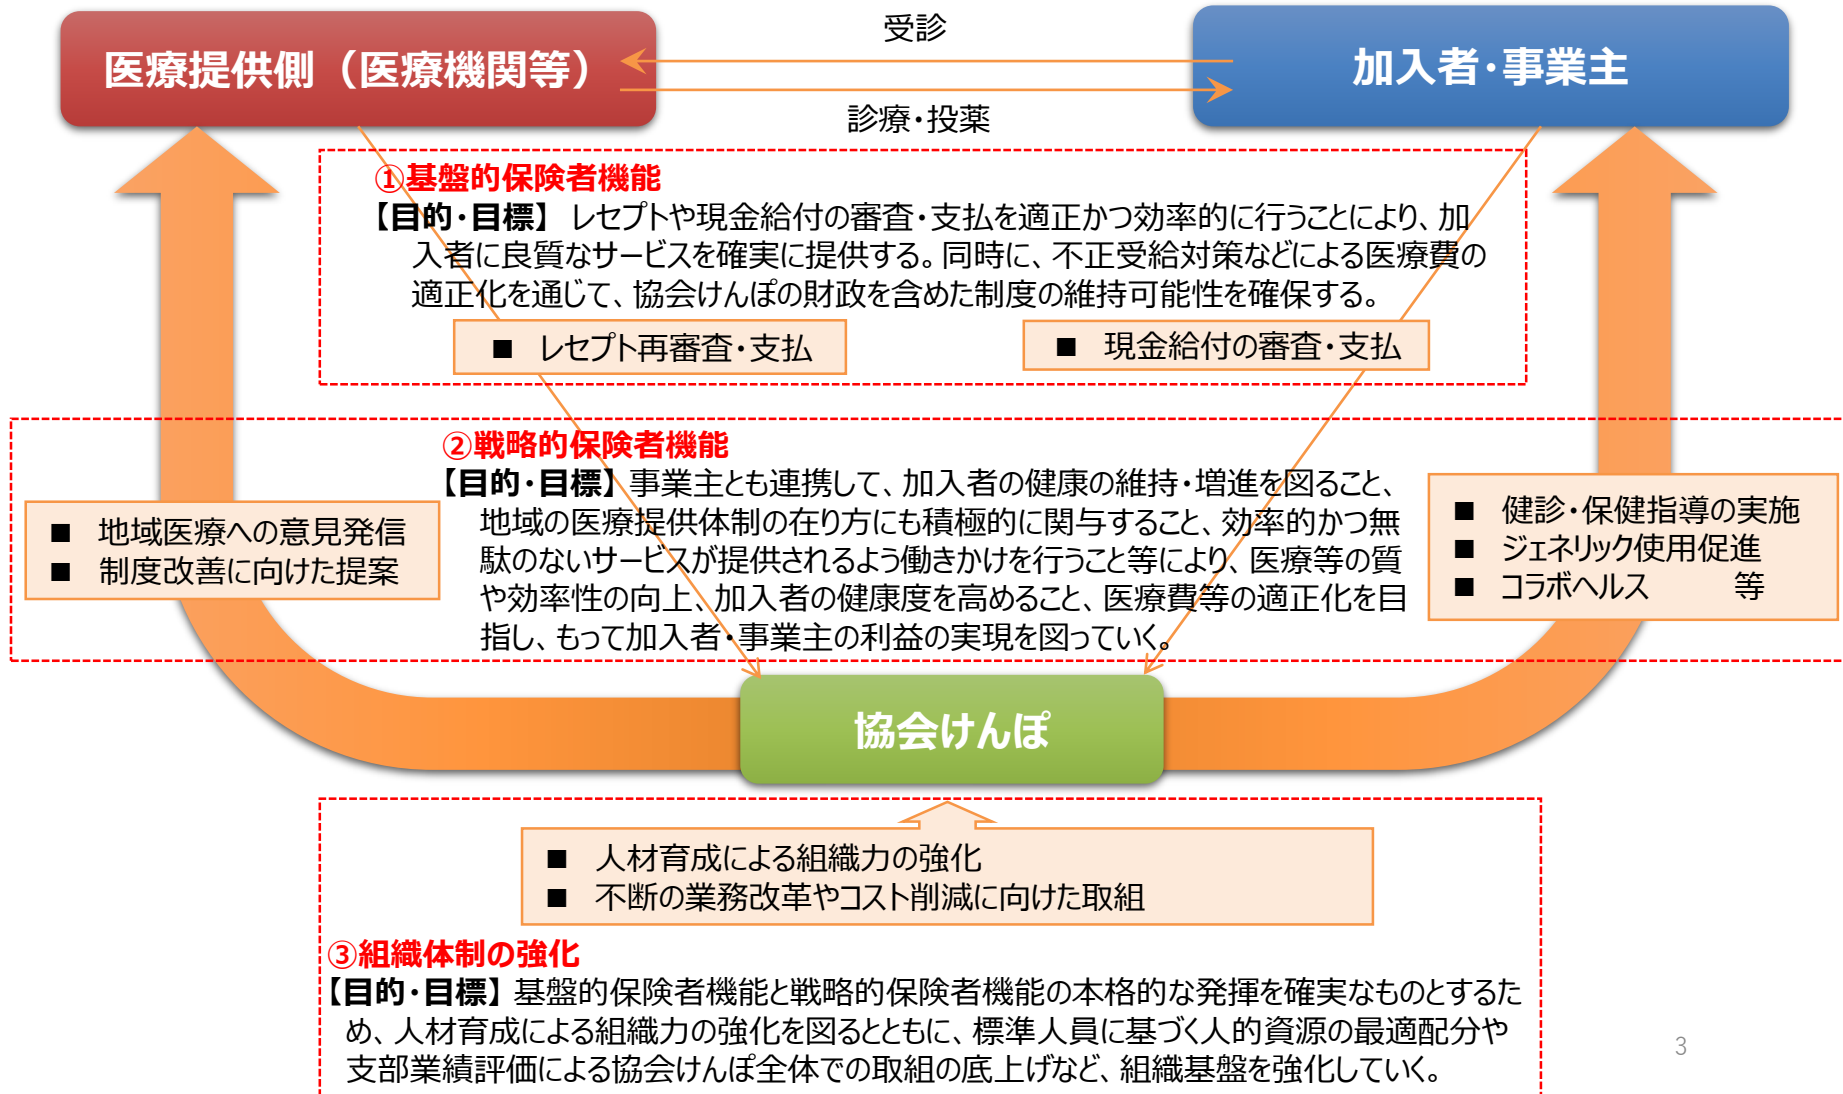 医療提供側（医療機関等）
受診
診療・投薬
加入者・事業主
①基盤的保険者機能
【目的・目標】 レセプトや現金給付の審査・支払を適正かつ効率的に行うことにより、加
入者に良質なサービスを確実に提供する。同時に、不正受給対策などによる医療費の
適正化を通じて、協会けんぽの財政を含めた制度の維持可能性を確保する。
■ レセプト再審査・支払
■ 現金給付の審査・支払
②戦略的保険者機能
【目的・目標】 事業主とも連携して、加入者の健康の維持・増進を図ること、
地域の医療提供体制の在り方にも積極的に関与すること、効率的かつ無
駄のないサービスが提供されるよう働きかけを行うこと等により、医療等の質
や効率性の向上、加入者の健康度を高めること、医療費等の適正化を目
指し、もって加入者・事業主の利益の実現を図っていく。
■ 地域医療への意見発信
■ 制度改善に向けた提案
■ 健診・保健指導の実施
■ ジェネリック使用促進
■ コラボヘルス 等
協会けんぽ
■ 人材育成による組織力の強化
■ 不断の業務改革やコスト削減に向けた取組
③組織体制の強化
【目的・目標】 基盤的保険者機能と戦略的保険者機能の本格的な発揮を確実なものとするた
め、人材育成による組織力の強化を図るとともに、標準人員に基づく人的資源の最適配分や
支部業績評価による協会けんぽ全体での取組の底上げなど、組織基盤を強化していく。
3